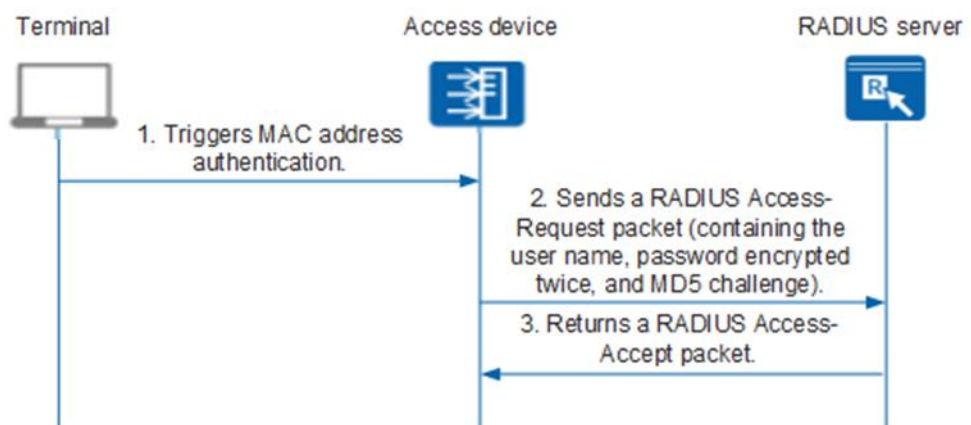 Terminal
Access device
RADIUS server
R
1. Triggers MAC address
authentication.
2. Sends a RADIUS Access-
Request packet (containing the
user name, password encrypted
twice, and MD5 challenge).
3. Returns a RADIUS Access-
Accept packet.